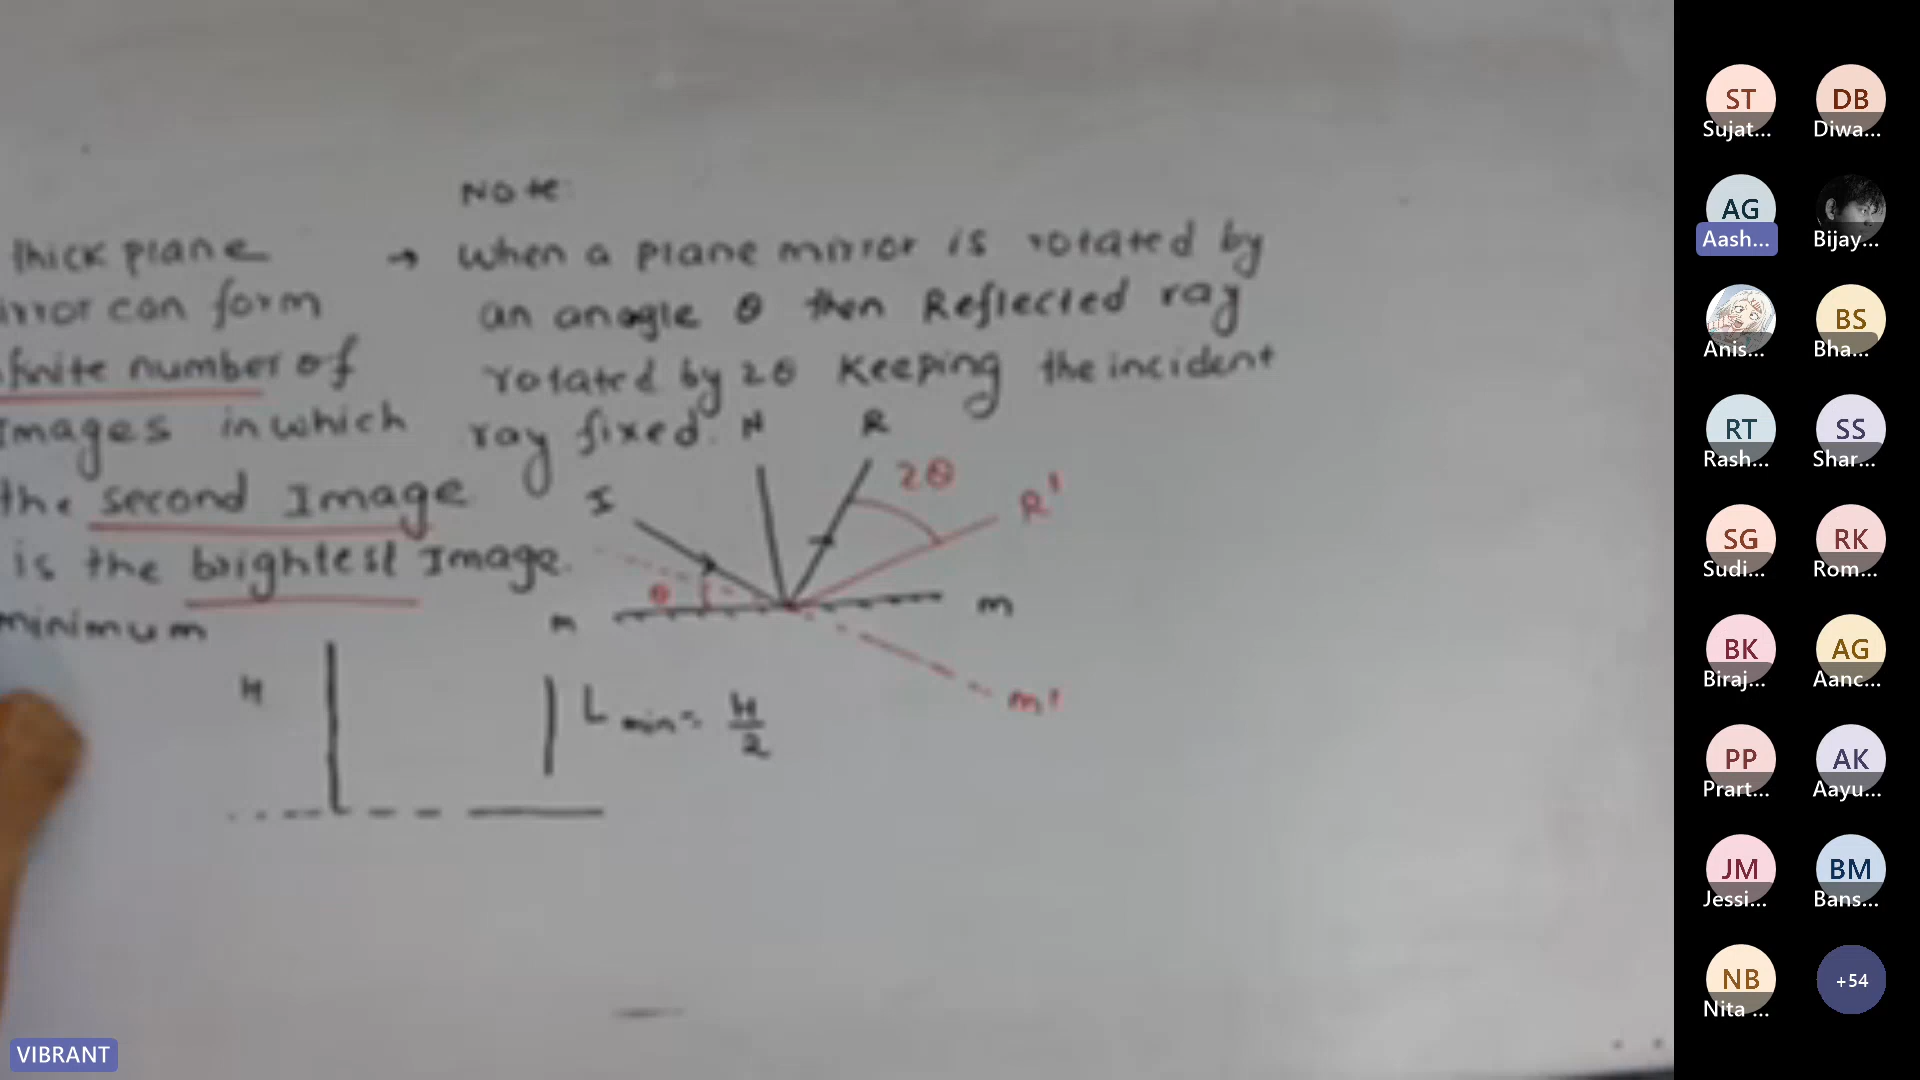 Note:
thick plane
irror can form
finite number of
Images in which
the second Image
is the brightest Image.
minimum
→ When a plane mirror is rotated by
an anogle θ then Reflected ray
rotated by 2θ Keeping the incident
ray fixed.
N
R
2θ
R'
I
θ
m
m
m'
H
L min = H/2
ST
Sujat...
DB
Diwa...
AG
Aash...
Bijay...
Anis...
BS
Bha...
RT
Rash...
SS
Shar...
SG
Sudi...
RK
Rom...
BK
Biraj...
AG
Aanc...
PP
Prart...
AK
Aayu...
JM
Jessi...
BM
Bans...
NB
Nita ...
+54
VIBRANT